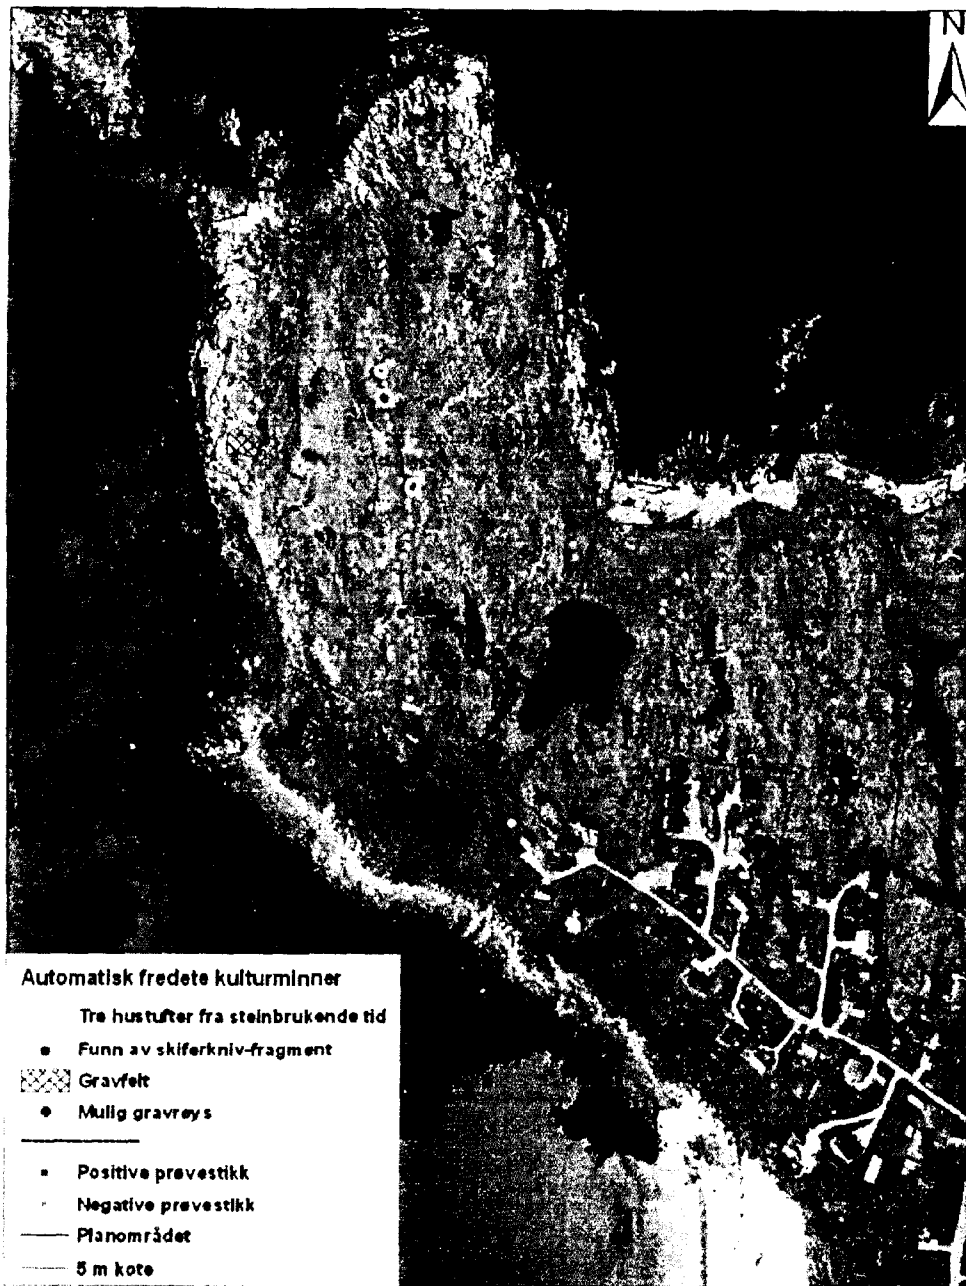 N
Automatisk fredete kulturminner
Tre hustufter fra steinbrukende tid
Funn av skiferkniv-fragment
Gravfelt
Mulig gravrøys
Positive prøvestikk
Negative prøvestikk
Planområdet
5 m kote